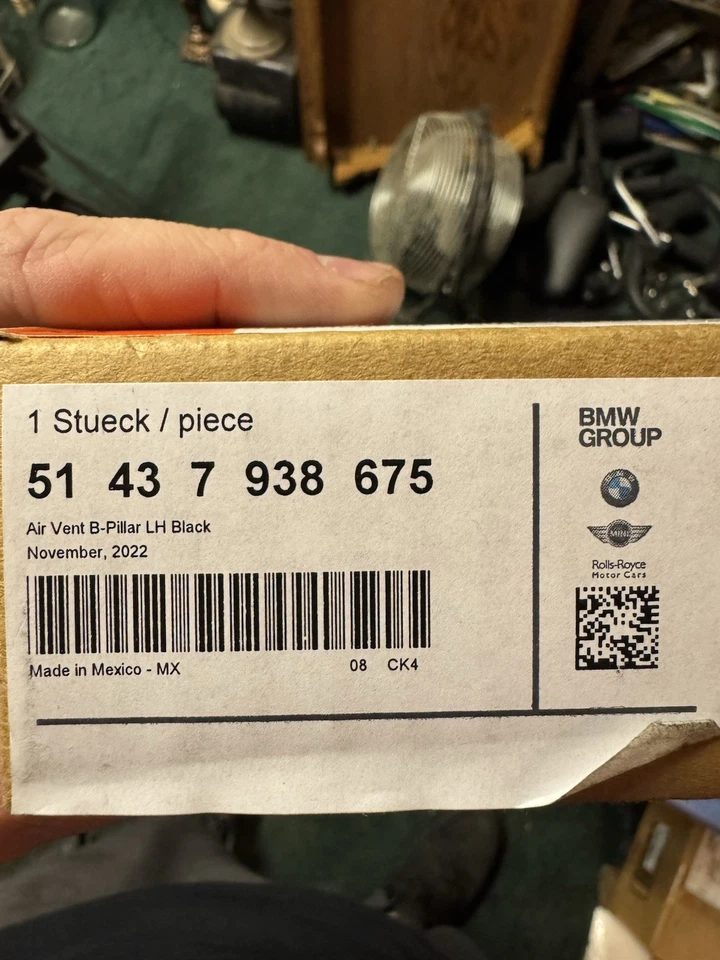 1 Stueck / piece
51 43 7 938 675
Air Vent B-Pillar LH Black
November, 2022
Made in Mexico - MX
08 CK4
BMW
GROUP
MINI
Rolls-Royce
Motor Cars